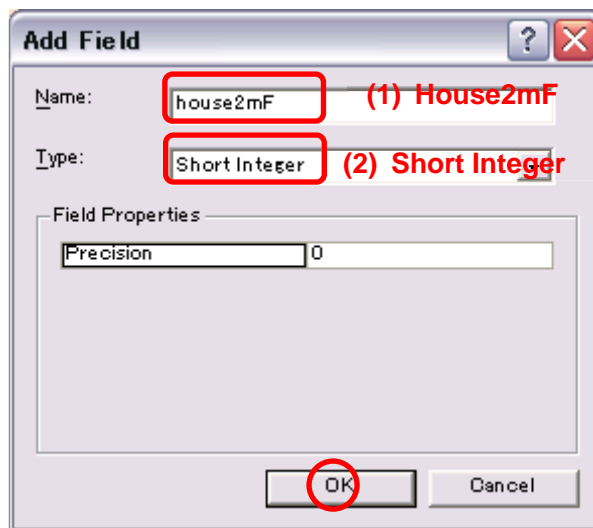 Add Field
?
Name: house2mF (1) House2mF
Type: Short Integer (2) Short Integer
Field Properties
Precision 0
OK Cancel